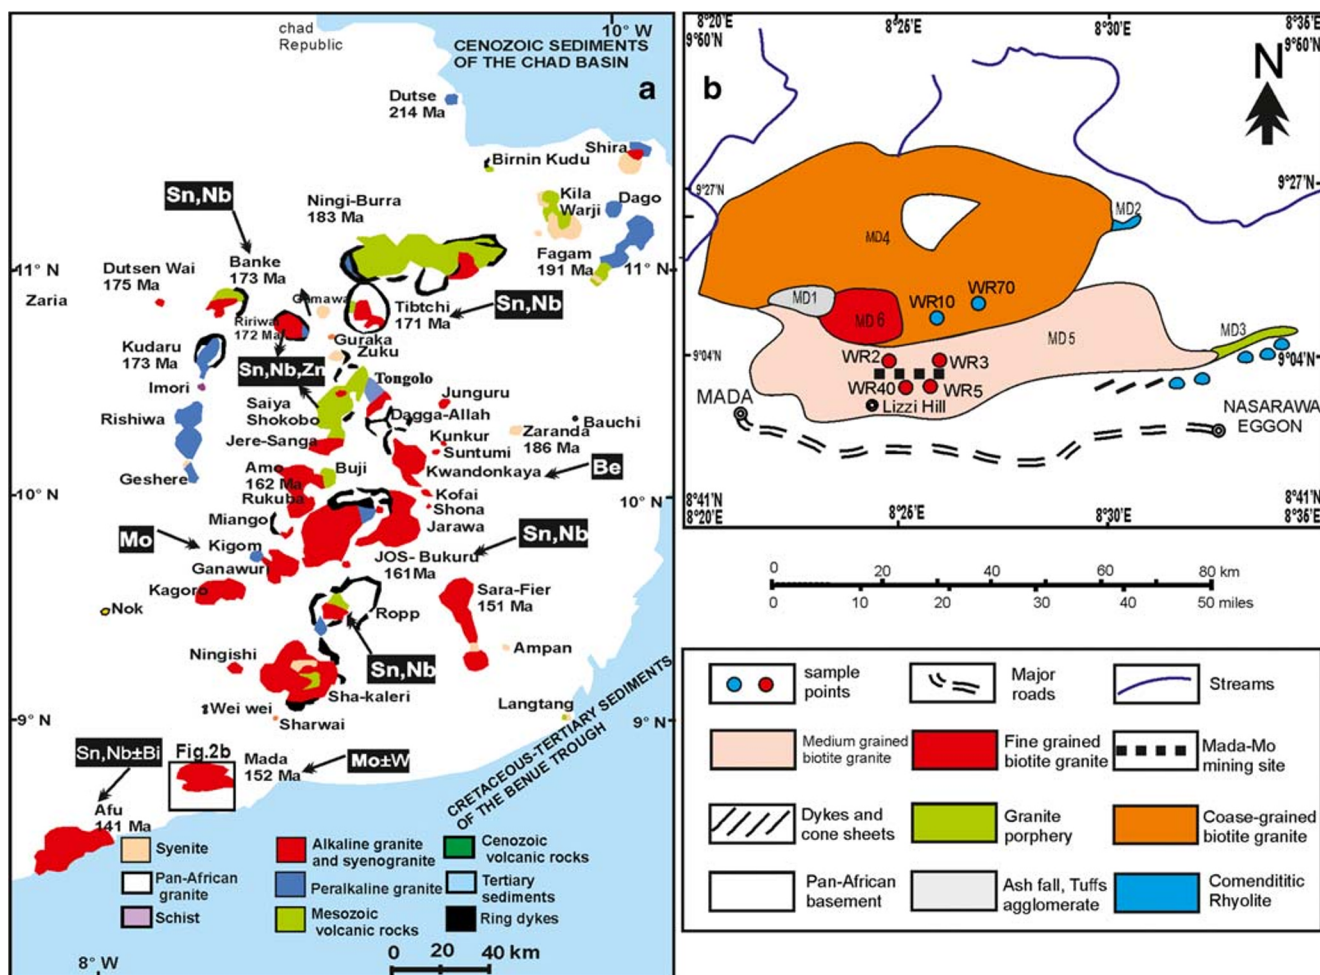 chad
Republic
10° W
CENOZOIC SEDIMENTS
OF THE CHAD BASIN
a
Dutse
214 Ma
Shira
Birnin Kudu
Sn,Nb
Ningi-Burra
183 Ma
Kila
Warji
Dago
Fagam
191 Ma
11° N
11° N
Dutsen Wai
175 Ma
Banke
173 Ma
Zaria
Tibtchi
171 Ma
Sn,Nb
Ririwai
172 Ma
Guraka
Zuku
Kudaru
173 Ma
Sn,Nb,Zn
Imori
Tongolo
Junguru
Saiya
Shokobo
Dagga-Allah
Bauchi
Rishiwa
Jere-Sanga
Kunkur
Suntumi
Zaranda
186 Ma
Geshere
Amo
162 Ma
Buji
Kwandonkaya
Be
Rukuba
Kofai
Shona
10° N
10° N
Miango
Jarawa
Mo
Kigom
Ganawuri
JOS- Bukuru
161Ma
Sn,Nb
Kagoro
Sara-Fier
151 Ma
Nok
Ropp
Ampan
Ningishi
Sn,Nb
Sha-kaleri
Wei wei
Sharwai
Langtang
9° N
9° N
CRETACEOUS-TERTIARY SEDIMENTS
OF THE BENUE TROUGH
Sn,Nb±Bi
Fig.2b
Mada
152 Ma
Mo±W
Afu
141 Ma
Syenite
Pan-African
granite
Schist
Alkaline granite
and syenogranite
Peralkaline granite
Mesozoic
volcanic rocks
Cenozoic
volcanic rocks
Tertiary
sediments
Ring dykes
0 20 40 km
8° W
8°20'E
9°50'N
8°26'E
8°30'E
8°35'E
9°50'N
b
N
9°27'N
9°27'N
MD2
MD4
MD1
MD 6
WR10
WR70
MD5
MD3
9°04'N
9°04'N
WR2
WR3
WR40
WR5
Lizzi Hill
MADA
NASARAWA
EGGON
8°41'N
8°20'E
8°26'E
8°30'E
8°41'N
8°35'E
0 20 40 60 80 km
0 10 20 30 40 50 miles
sample
points
Major
roads
Streams
Medium grained
biotite granite
Fine grained
biotite granite
Mada-Mo
mining site
Dykes and
cone sheets
Granite
porphery
Coase-grained
biotite granite
Pan-African
basement
Ash fall, Tuffs
agglomerate
Comendititic
Rhyolite